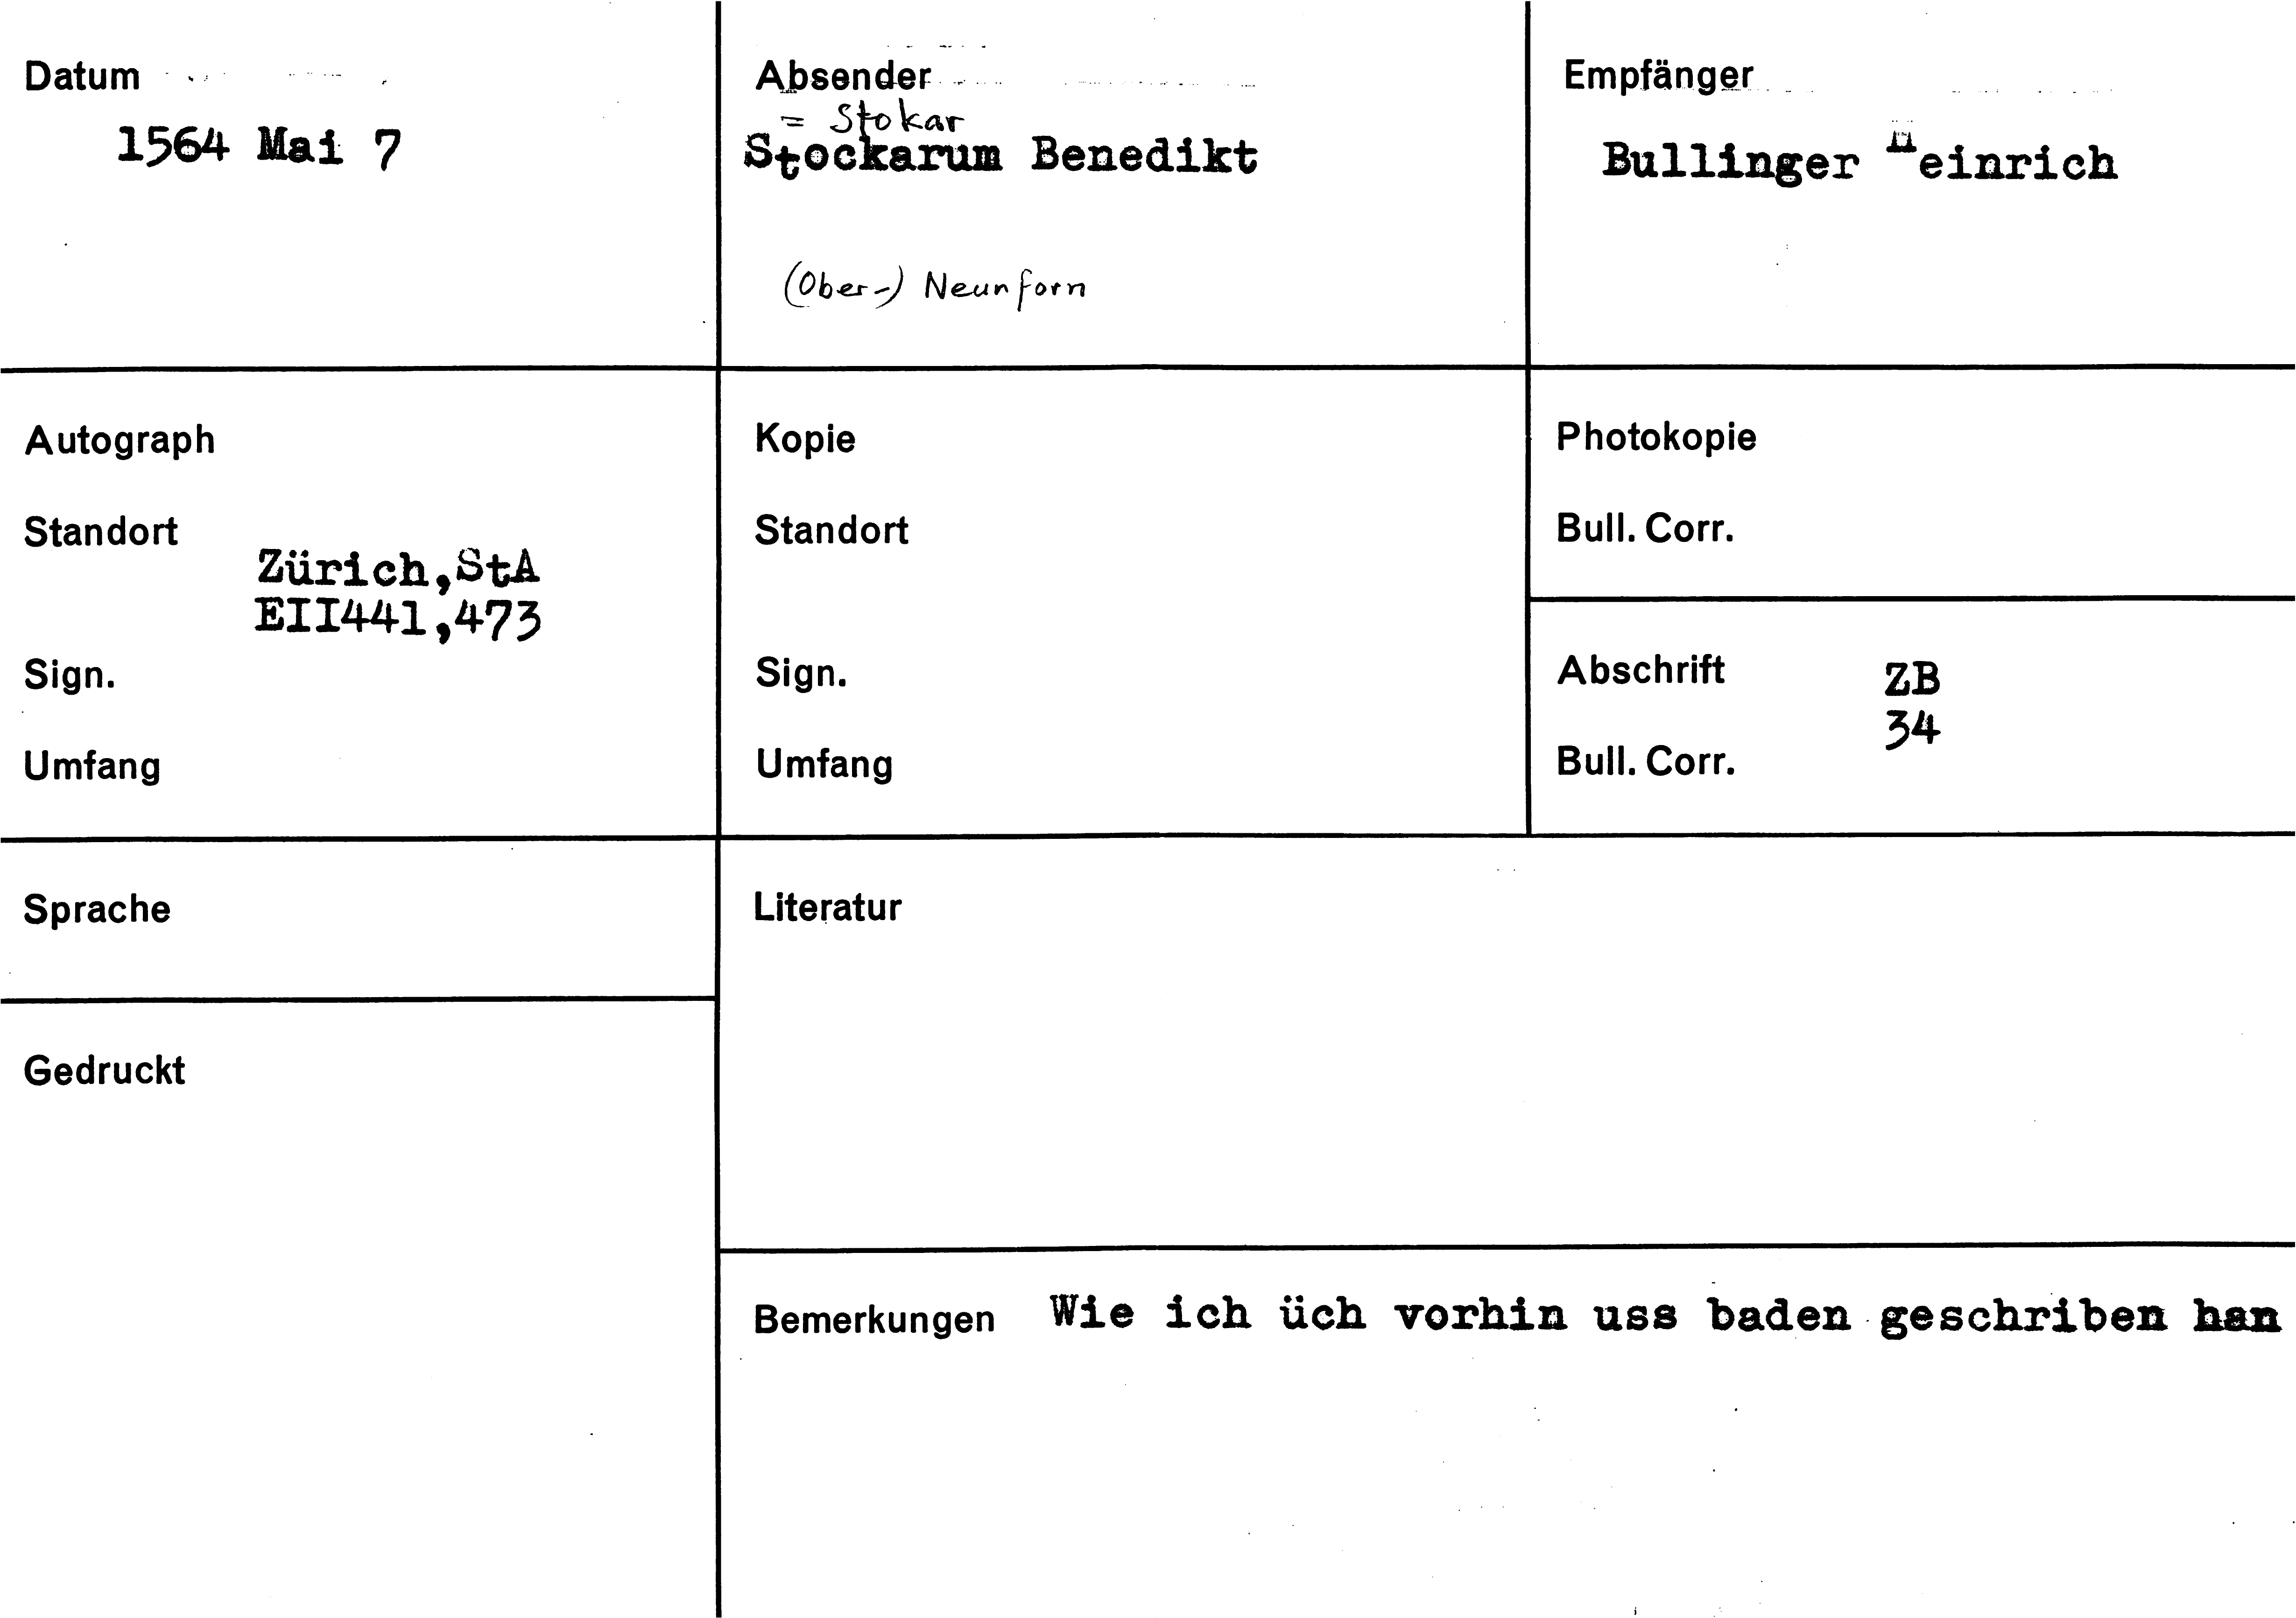 Datum
1564 Mai 7
Absender
= Stokar
Stockarum Benedikt
(Ober-) Neunforn
Empfänger
Bullinger Heinrich
Autograph
Standort
Zürich,StA
EII441,473
Sign.
Umfang
Kopie
Standort
Sign.
Umfang
Photokopie
Bull. Corr.
Abschrift
ZB
34
Bull. Corr.
Sprache
Literatur
Gedruckt
Bemerkungen Wie ich üch vorhin uss baden geschriben han